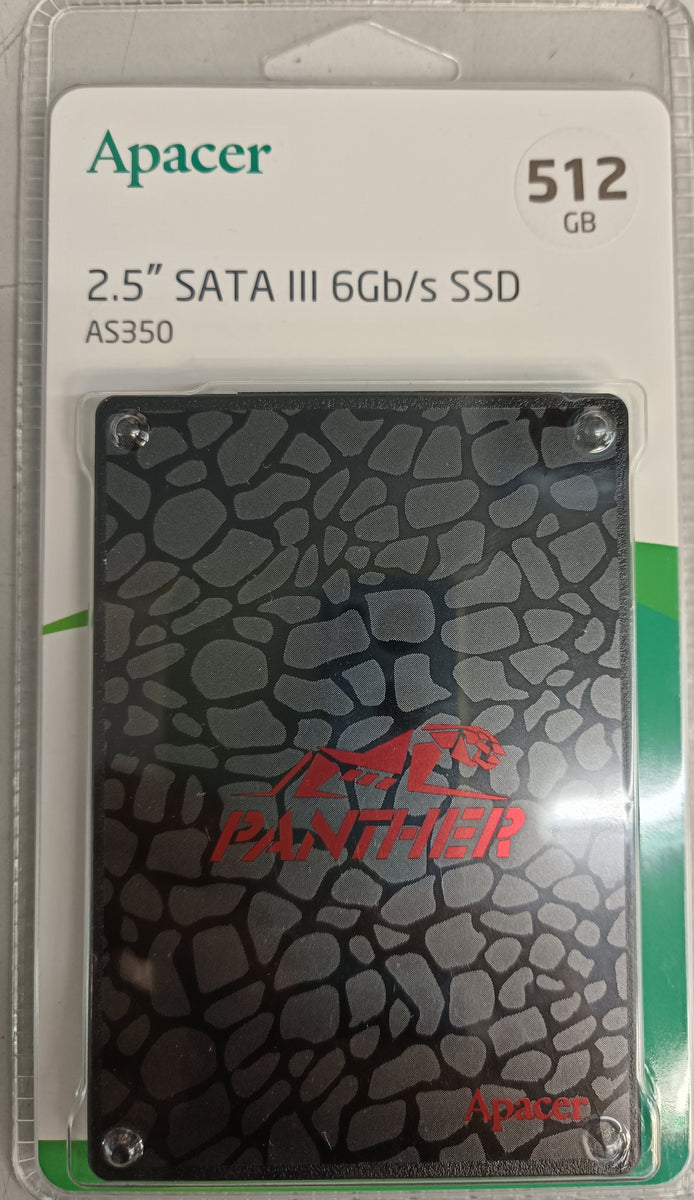 Apacer
512
GB
2.5" SATA III 6Gb/s SSD
AS350
PANTHER
Apacer